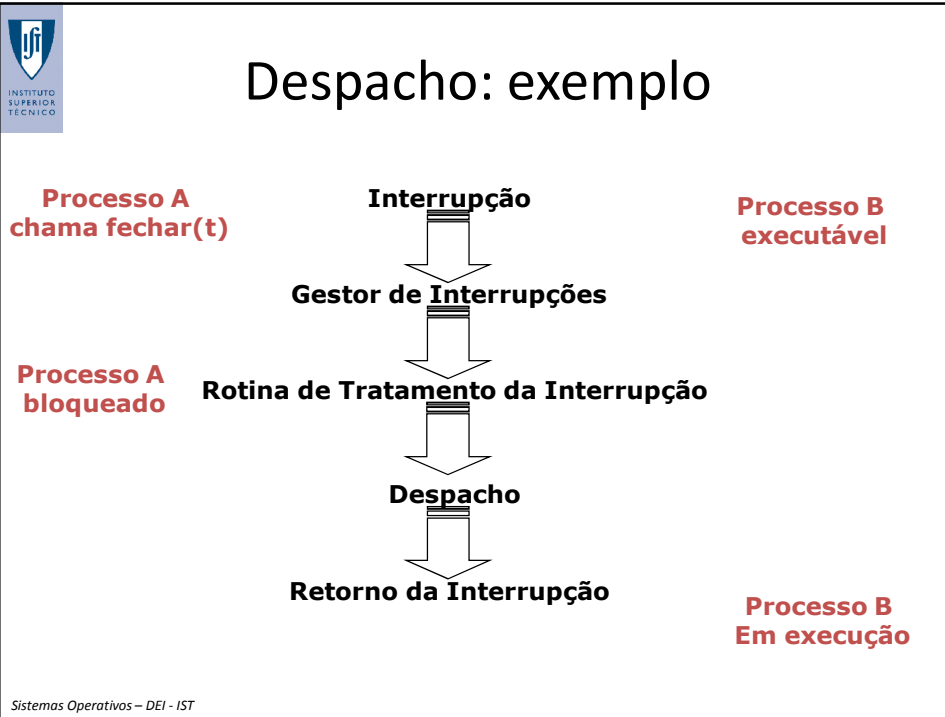 INSTITUTO
SUPERIOR
TÉCNICO
Despacho: exemplo
Processo A
chama fechar(t)
Interrupção
Processo B
executável
Gestor de Interrupções
Processo A
bloqueado
Rotina de Tratamento da Interrupção
Despacho
Retorno da Interrupção
Processo B
Em execução
Sistemas Operativos – DEI - IST